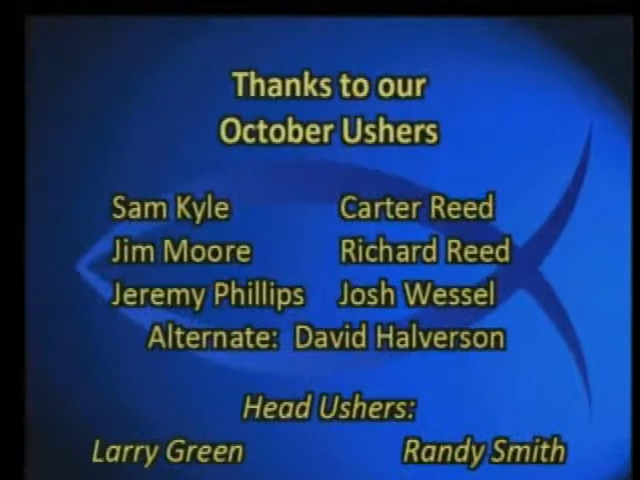 Thanks to our
October Ushers
Sam Kyle Carter Reed
Jim Moore Richard Reed
Jeremy Phillips Josh Wessel
Alternate: David Halverson
Head Ushers:
Larry Green Randy Smith